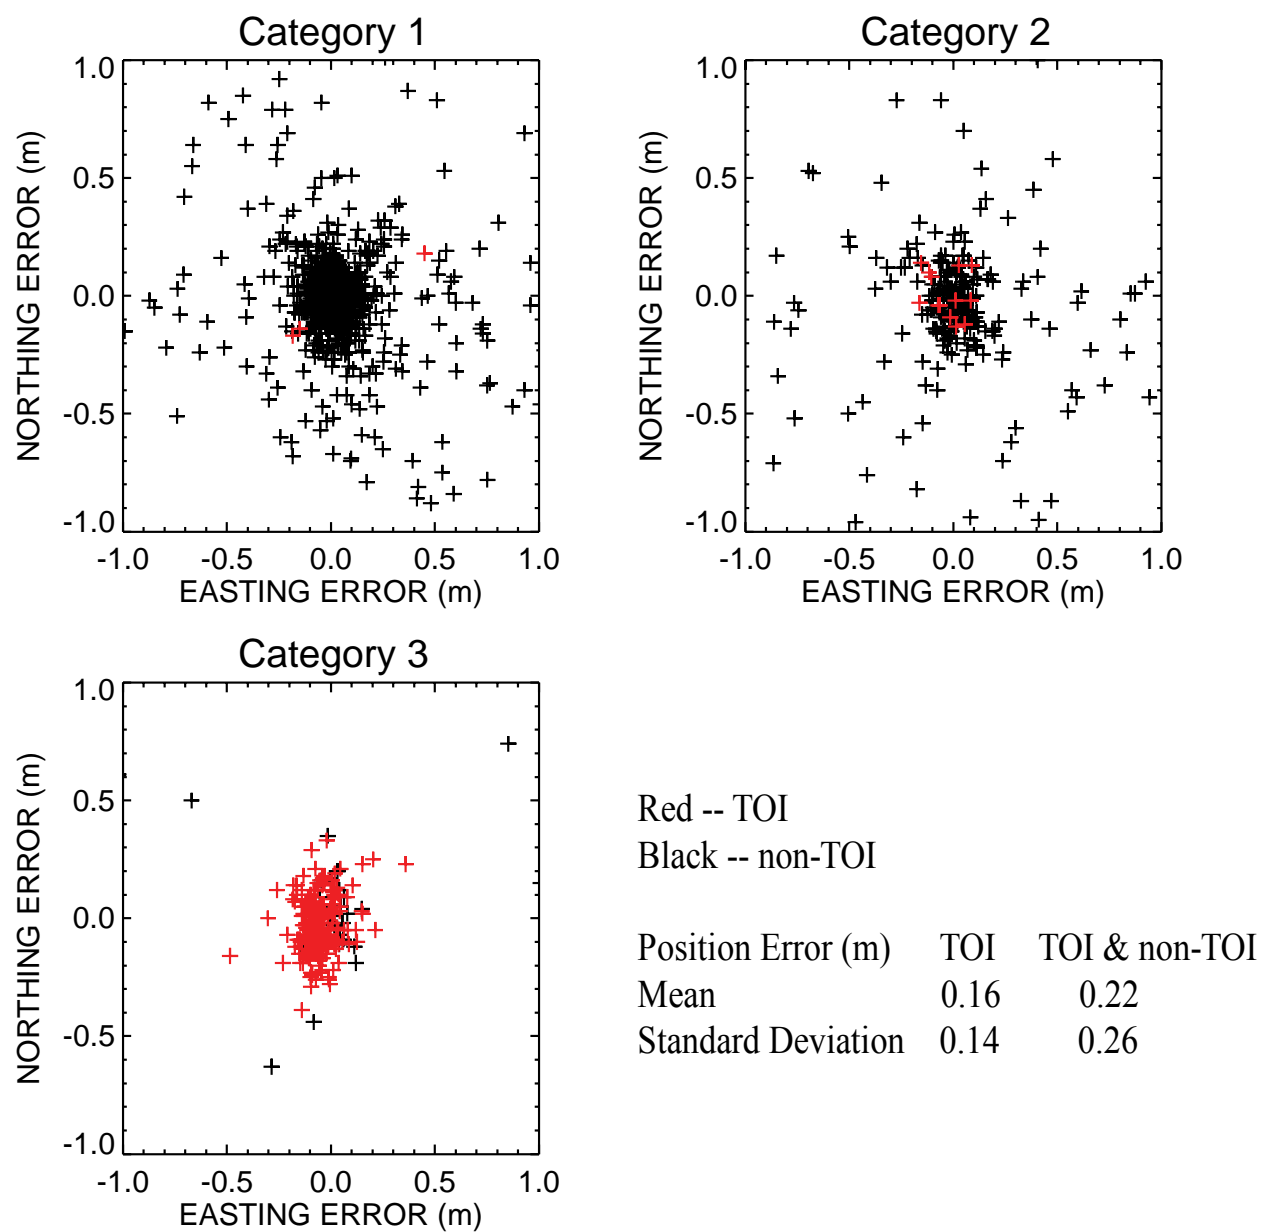 Category 1
1.0
0.5
0.0
-0.5
-1.0
NORTHING ERROR (m)
-1.0 -0.5 0.0 0.5 1.0
EASTING ERROR (m)
Category 2
1.0
0.5
0.0
-0.5
-1.0
NORTHING ERROR (m)
-1.0 -0.5 0.0 0.5 1.0
EASTING ERROR (m)
Category 3
1.0
0.5
0.0
-0.5
-1.0
NORTHING ERROR (m)
-1.0 -0.5 0.0 0.5 1.0
EASTING ERROR (m)
Red -- TOI
Black -- non-TOI
Position Error (m) TOI TOI & non-TOI
Mean 0.16 0.22
Standard Deviation 0.14 0.26